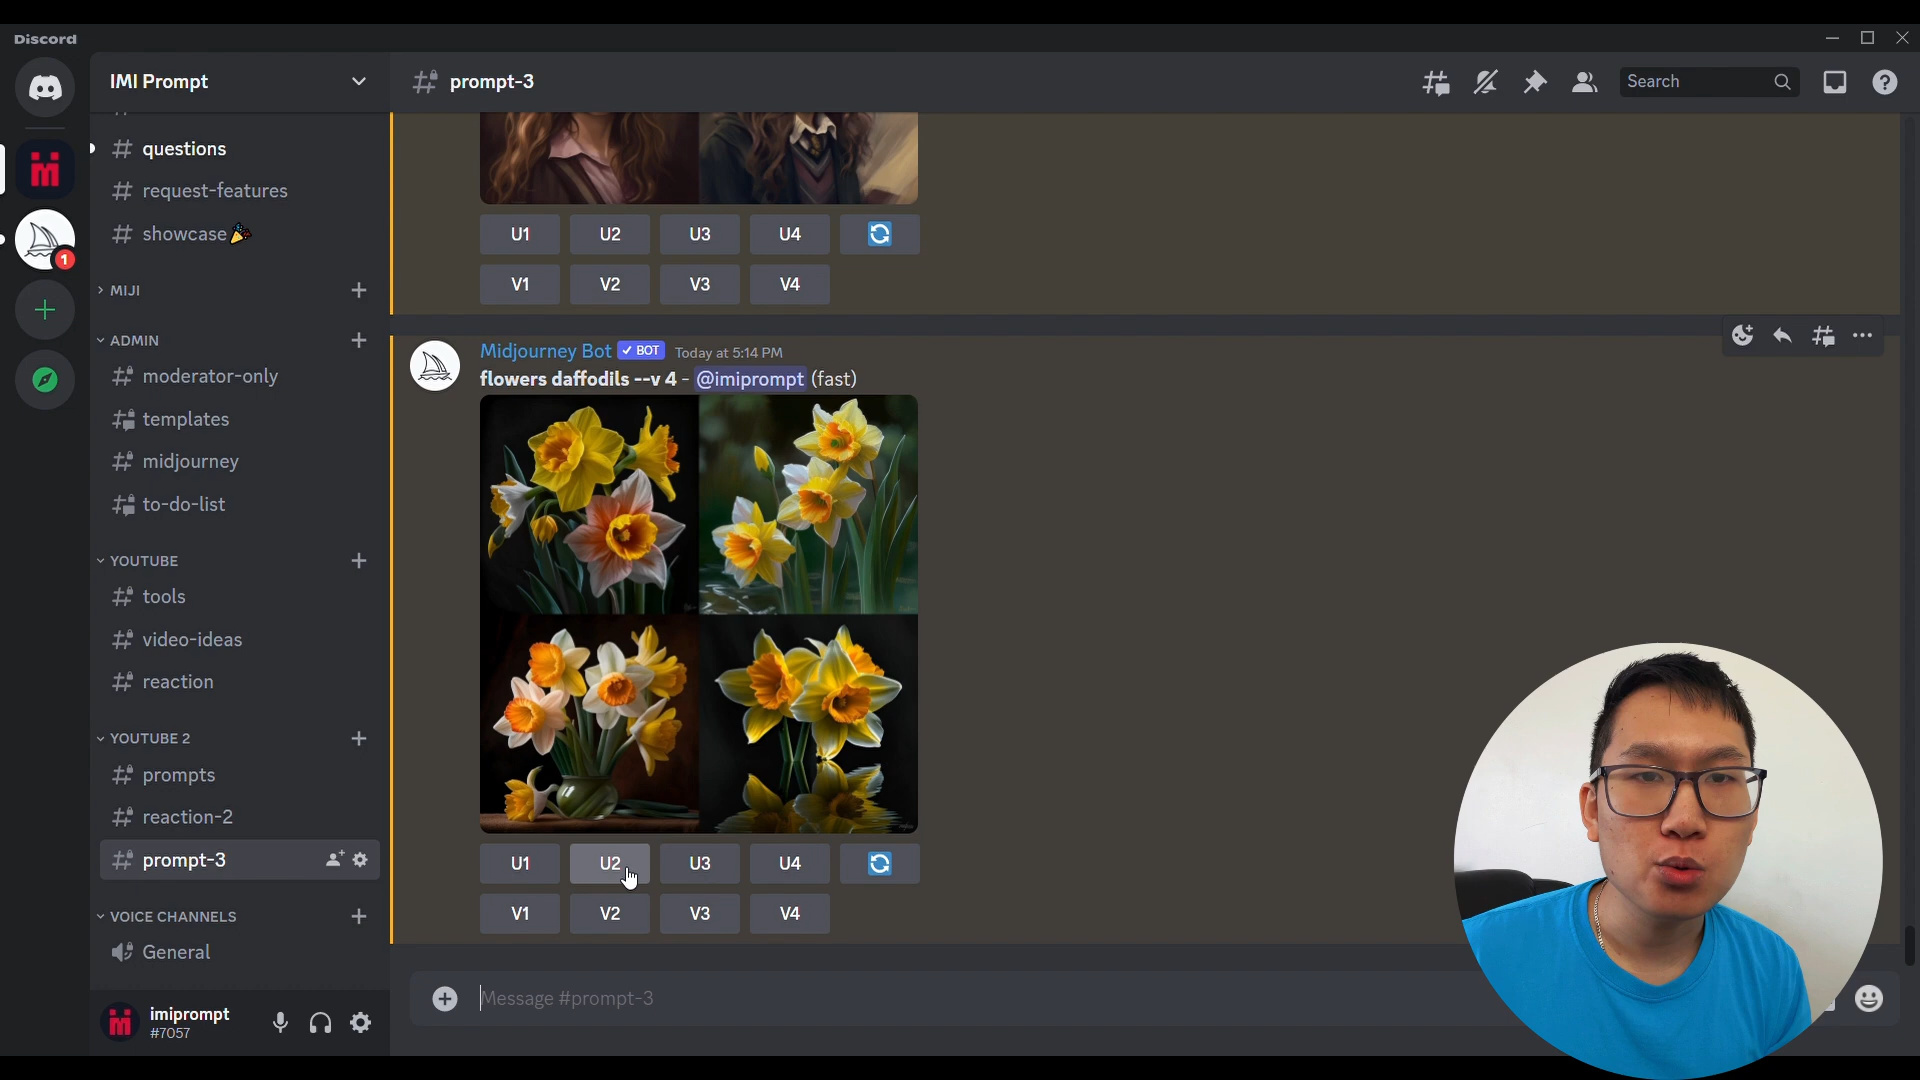 Discord
IMI Prompt
prompt-3
Search
questions
request-features
showcase🎉
MIJI
ADMIN
moderator-only
templates
midjourney
to-do-list
YOUTUBE
tools
video-ideas
reaction
YOUTUBE 2
prompts
reaction-2
prompt-3
VOICE CHANNELS
General
imiprompt
#7057
1
U1 U2 U3 U4
V1 V2 V3 V4
Midjourney Bot ✓ BOT Today at 5:14 PM
flowers daffodils --v 4 - @imiprompt (fast)
U1 U2 U3 U4
V1 V2 V3 V4
Message #prompt-3